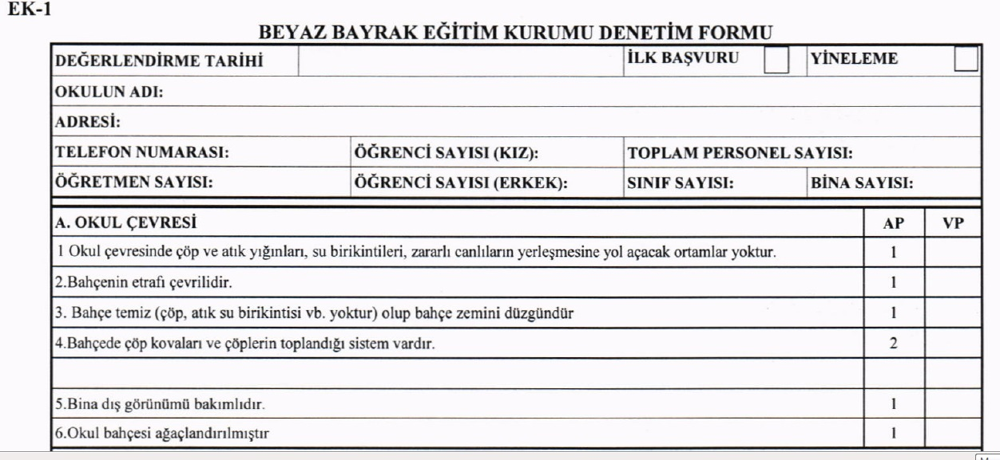 EK-1
BEYAZ BAYRAK EĞİTİM KURUMU DENETİM FORMU
DEĞERLENDİRME TARİHİ İLK BAŞVURU YİNELEME
OKULUN ADI:
ADRESİ:
TELEFON NUMARASI: ÖĞRENCİ SAYISI (KIZ): TOPLAM PERSONEL SAYISI:
ÖĞRETMEN SAYISI: ÖĞRENCİ SAYISI (ERKEK): SINIF SAYISI: BİNA SAYISI:
A. OKUL ÇEVRESİ AP VP
1 Okul çevresinde çöp ve atık yığınları, su birikintileri, zararlı canlıların yerleşmesine yol açacak ortamlar yoktur. 1
2.Bahçenin etrafı çevrilidir. 1
3. Bahçe temiz (çöp, atık su birikintisi vb. yoktur) olup bahçe zemini düzgündür 1
4.Bahçede çöp kovaları ve çöplerin toplandığı sistem vardır. 2
5.Bina dış görünümü bakımlıdır. 1
6.Okul bahçesi ağaçlandırılmıştır 1